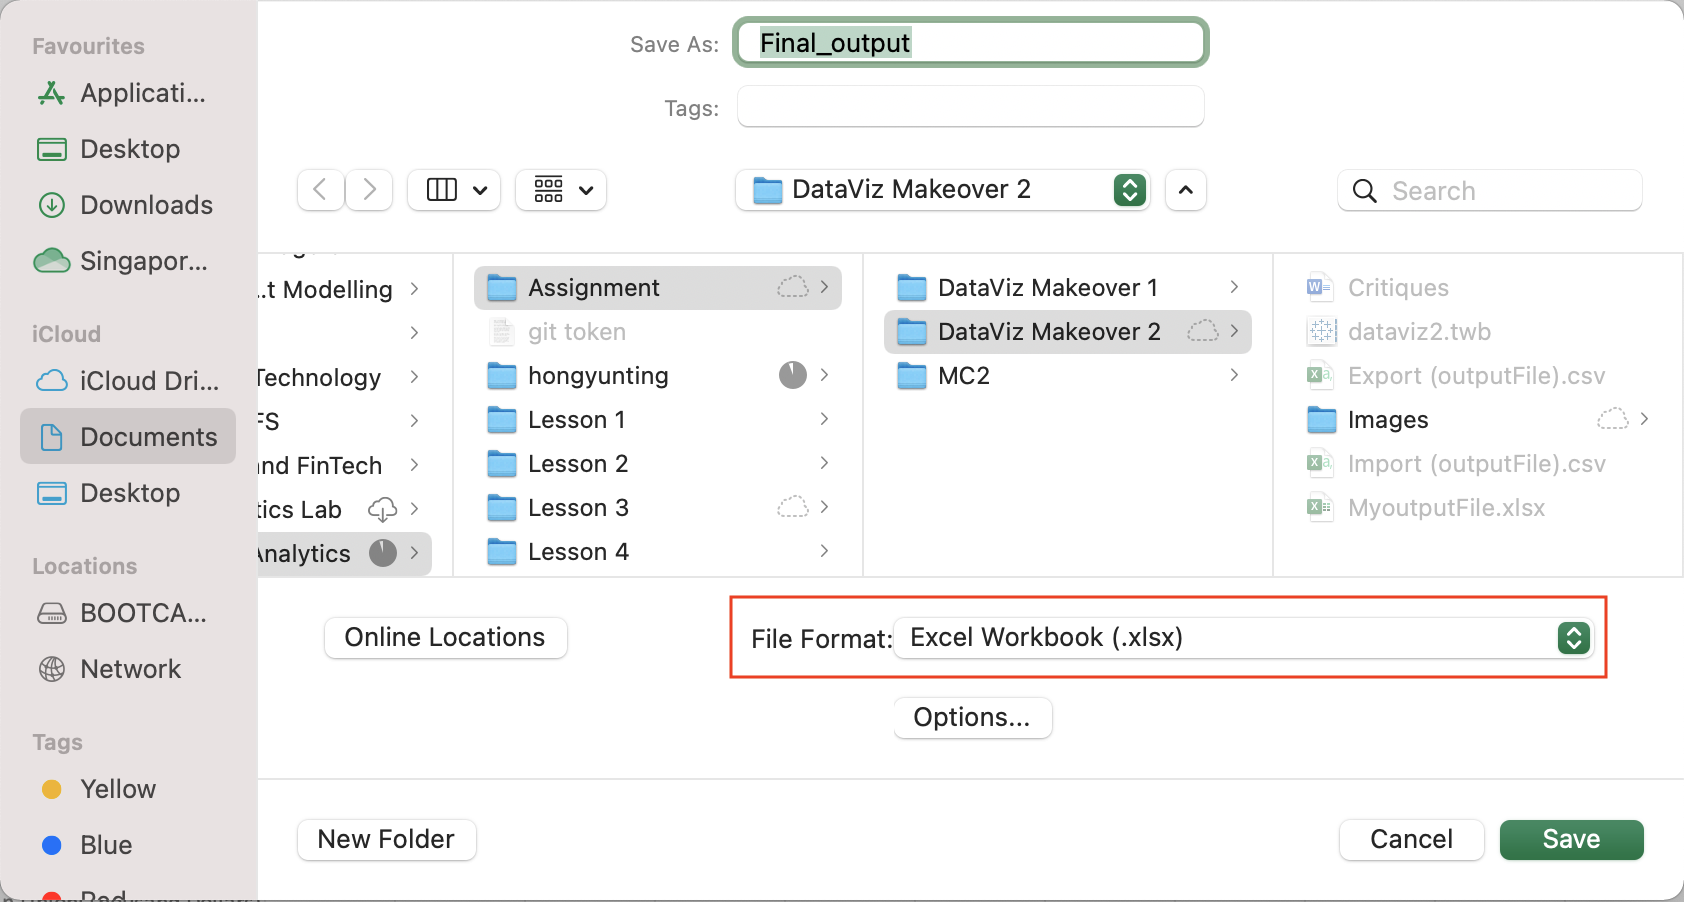 Favourites
Applicati...
Desktop
Downloads
Singapor...
iCloud
iCloud Dri...
Documents
Desktop
Locations
BOOTCA...
Network
Tags
Yellow
Blue
Red
Save As: Final_output
Tags:
DataViz Makeover 2
Search
..t Modelling
Technology
FS
and FinTech
tics Lab
Analytics
Assignment
git token
hongyunting
Lesson 1
Lesson 2
Lesson 3
Lesson 4
DataViz Makeover 1
DataViz Makeover 2
MC2
Critiques
dataviz2.twb
Export (outputFile).csv
Images
Import (outputFile).csv
MyoutputFile.xlsx
Online Locations
File Format: Excel Workbook (.xlsx)
Options...
New Folder
Cancel
Save